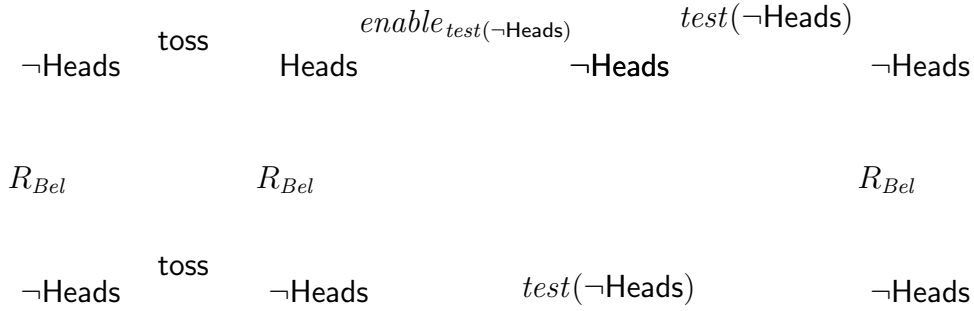 toss enable_{test(¬Heads)} test(¬Heads)
¬Heads Heads ¬Heads ¬Heads
R_{Bel} R_{Bel} R_{Bel}
toss
¬Heads ¬Heads test(¬Heads) ¬Heads